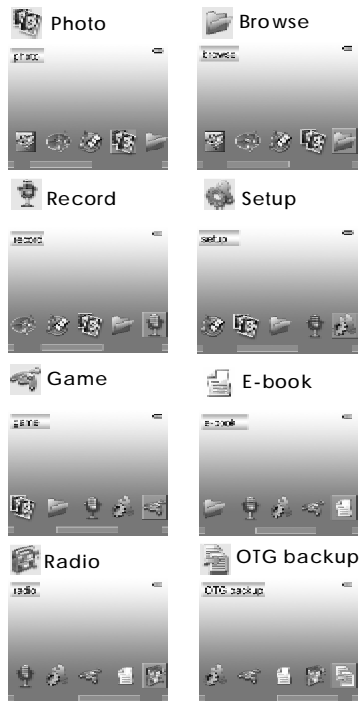 Photo
Browse
photo
browse
Record
Setup
record
setup
Game
E-book
game
e-book
Radio
OTG backup
radio
OTG backup